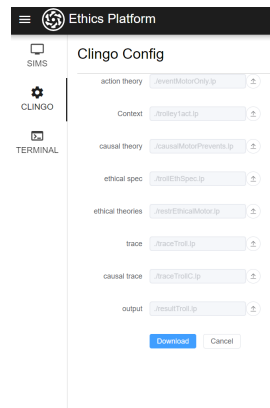 Ethics Platform
SIMS
CLINGO
TERMINAL
Clingo Config
action theory ./eventMotorOnly.lp
Context ./trolley1act.lp
causal theory ./causalMotorPrevents.lp
ethical spec ./trollEthSpec.lp
ethical theories ./restrEthicalMotor.lp
trace ./traceTroll.lp
causal trace ./traceTrollC.lp
output ./resultTroll.lp
Download Cancel